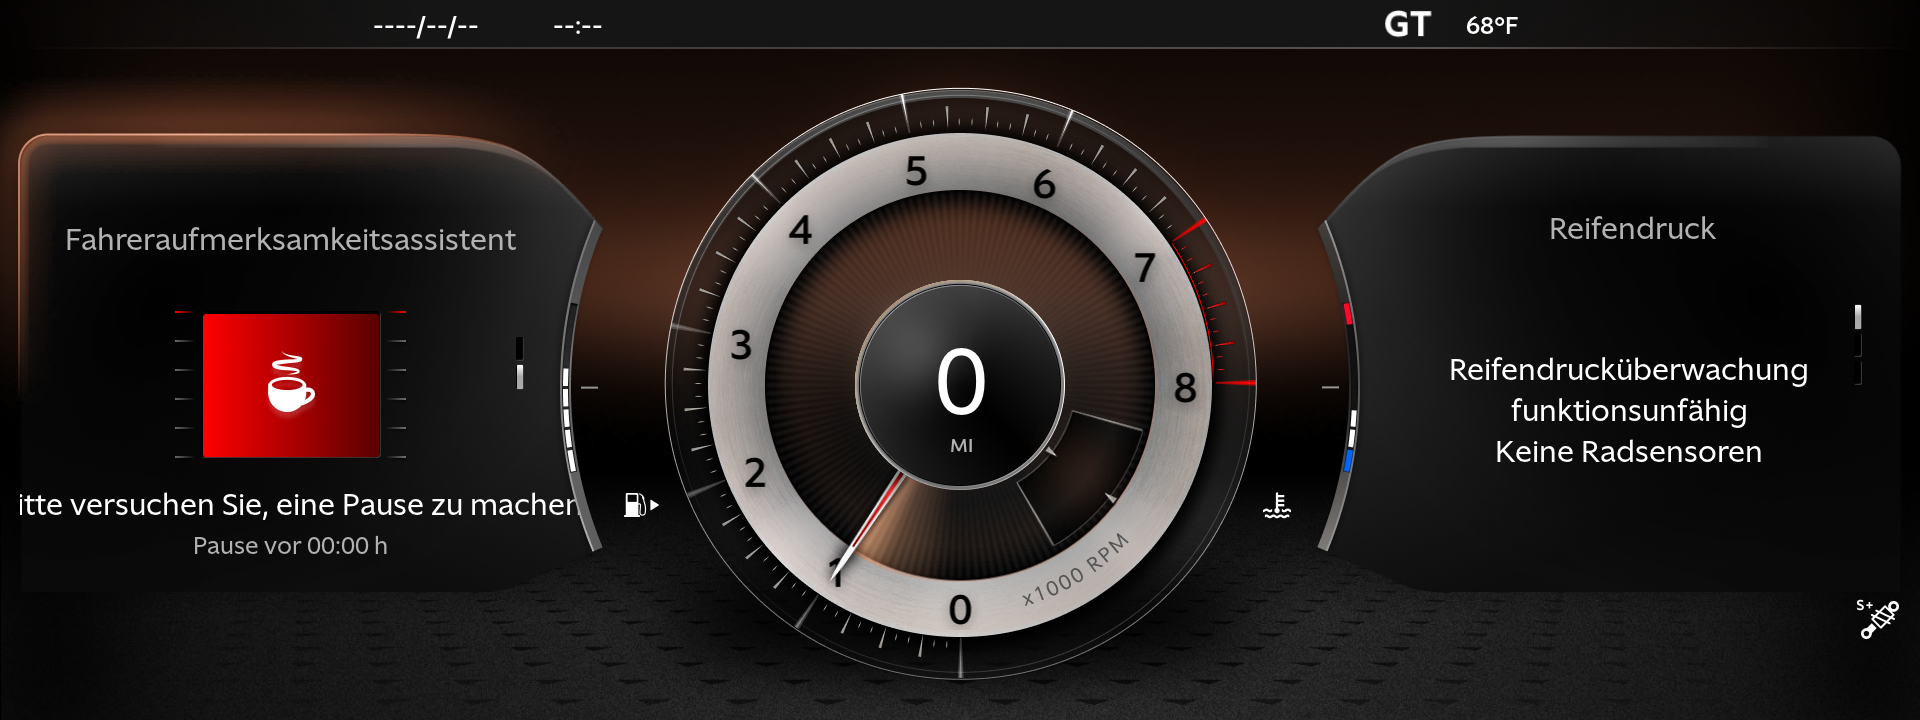 ----/--/--
--:--
GT
68°F
Fahreraufmerksamkeitsassistent
itte versuchen Sie, eine Pause zu machen
Pause vor 00:00 h
0
1
2
3
4
5
6
7
8
x1000 RPM
0
MI
Reifendruck
Reifendrucküberwachung
funktionsunfähig
Keine Radsensoren
S+